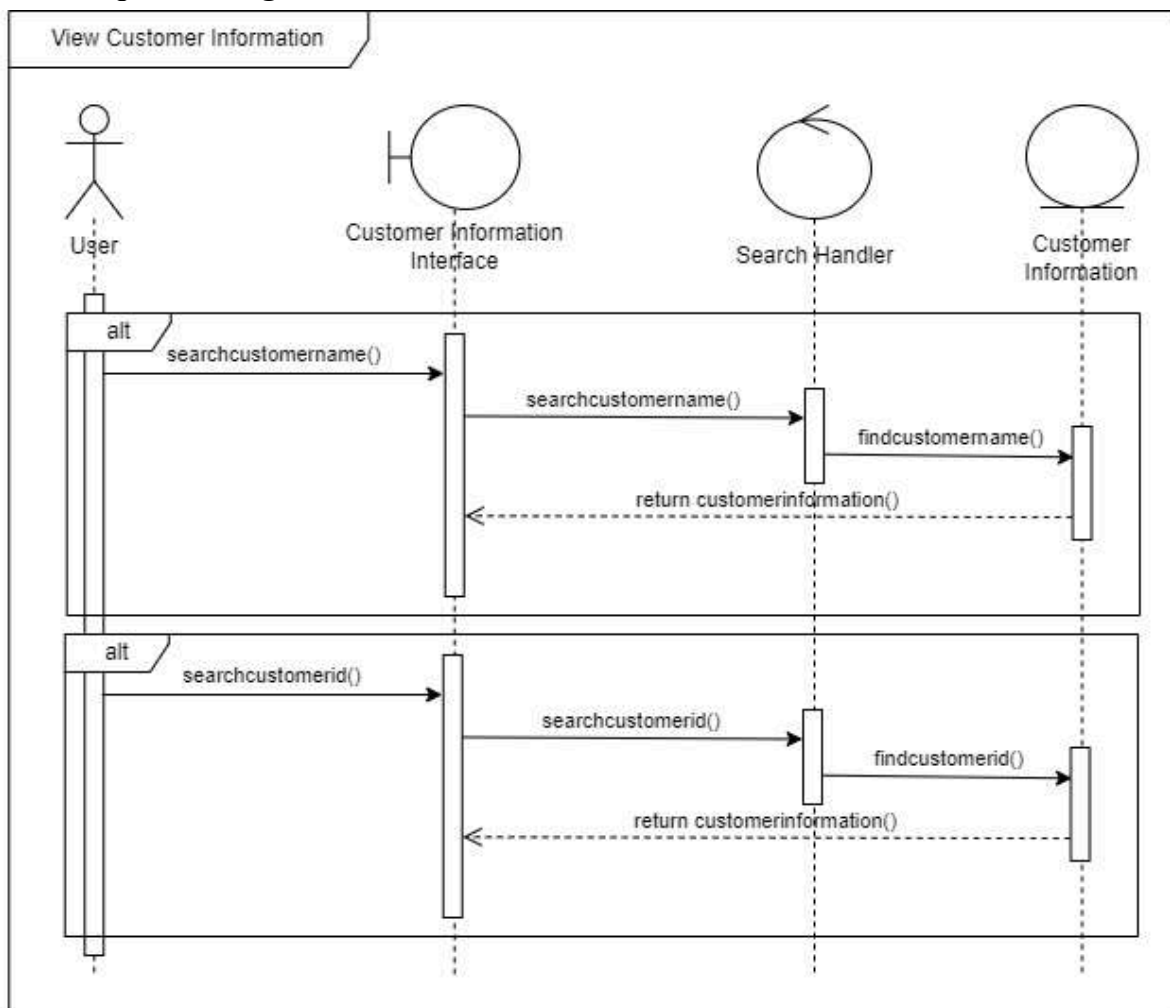 View Customer Information
User
Customer Information
Interface
Search Handler
Customer
Information
alt
searchcustomername()
searchcustomername()
findcustomername()
return customerinformation()
alt
searchcustomerid()
searchcustomerid()
findcustomerid()
return customerinformation()